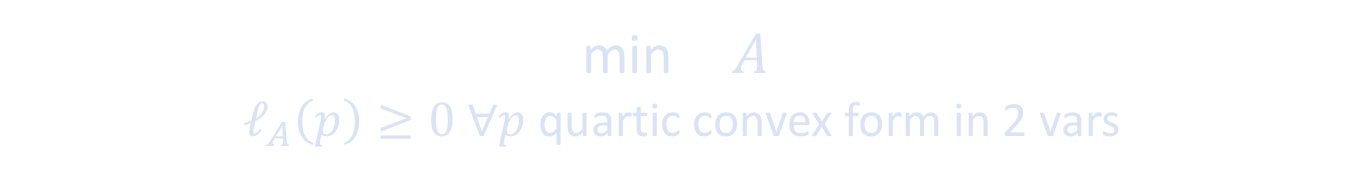 min A
ℓ_A(p) ≥ 0 ∀p quartic convex form in 2 vars